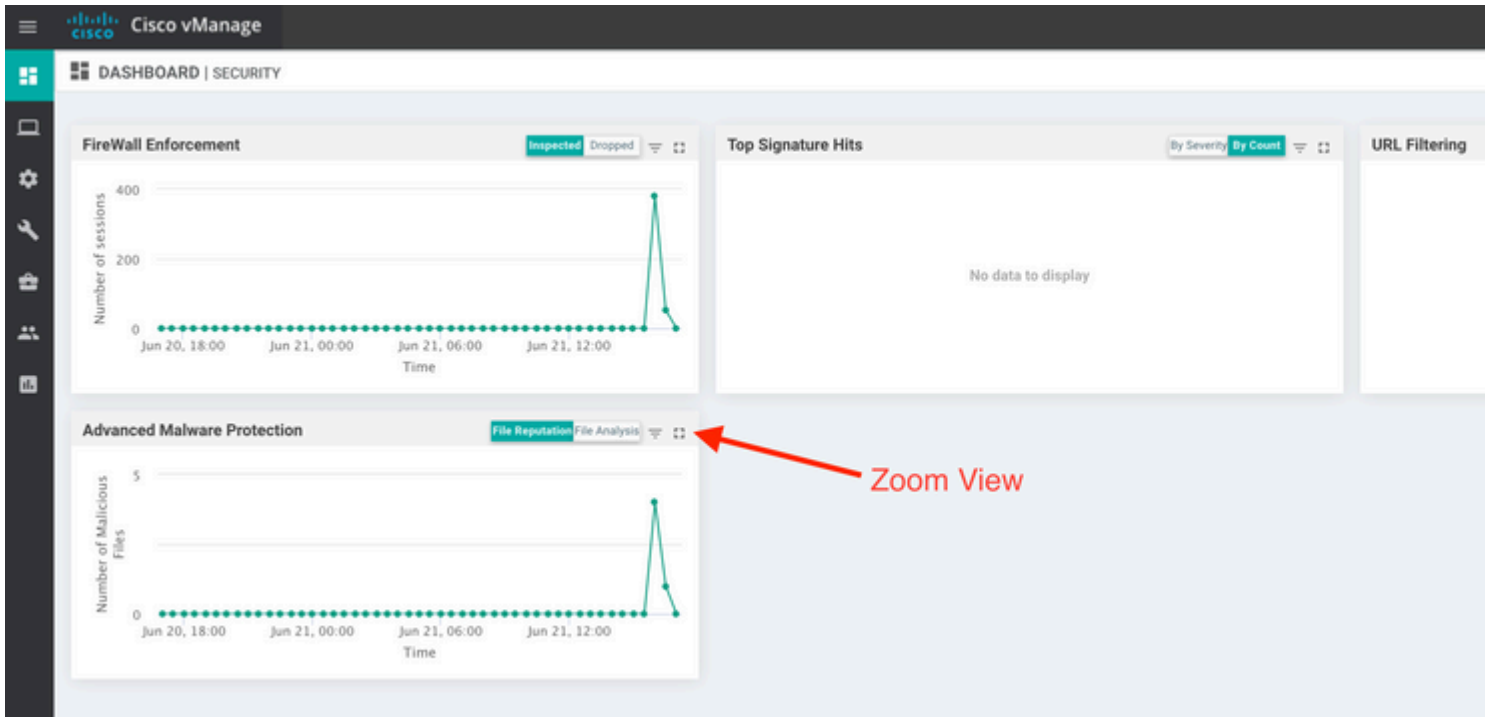 cisco Cisco vManage
DASHBOARD | SECURITY
FireWall Enforcement
Inspected Dropped
Number of sessions
400
200
0
Jun 20, 18:00 Jun 21, 00:00 Jun 21, 06:00 Jun 21, 12:00
Time
Top Signature Hits
By Severity By Count
No data to display
URL Filtering
Advanced Malware Protection
File Reputation File Analysis
Number of Malicious
Files
5
0
Jun 20, 18:00 Jun 21, 00:00 Jun 21, 06:00 Jun 21, 12:00
Time
Zoom View